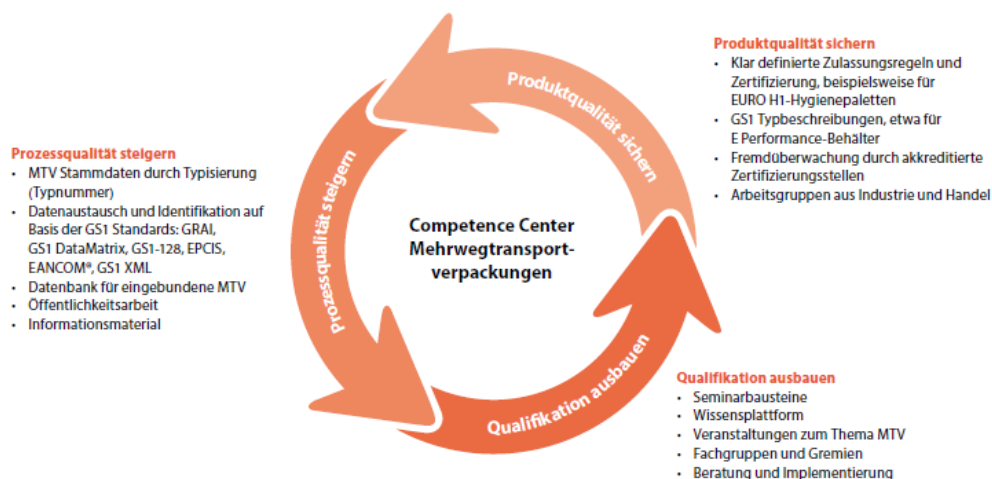 Produktqualität sichern
• Klar definierte Zulassungsregeln und
Zertifizierung, beispielsweise für
EURO H1-Hygienepaletten
• GS1 Typbeschreibungen, etwa für
E Performance-Behälter
• Fremdüberwachung durch akkreditierte
Zertifizierungsstellen
• Arbeitsgruppen aus Industrie und Handel
Produktqualität sichern
Prozessqualität steigern
• MTV Stammdaten durch Typisierung
(Typnummer)
• Datenaustausch und Identifikation auf
Basis der GS1 Standards: GRAI,
GS1 DataMatrix, GS1-128, EPCIS,
EANCOM®, GS1 XML
• Datenbank für eingebundene MTV
• Öffentlichkeitsarbeit
• Informationsmaterial
Prozessqualität steigern
Competence Center
Mehrwegtransport-
verpackungen
Qualifikation ausbauen
Qualifikation ausbauen
• Seminarbausteine
• Wissensplattform
• Veranstaltungen zum Thema MTV
• Fachgruppen und Gremien
• Beratung und Implementierung